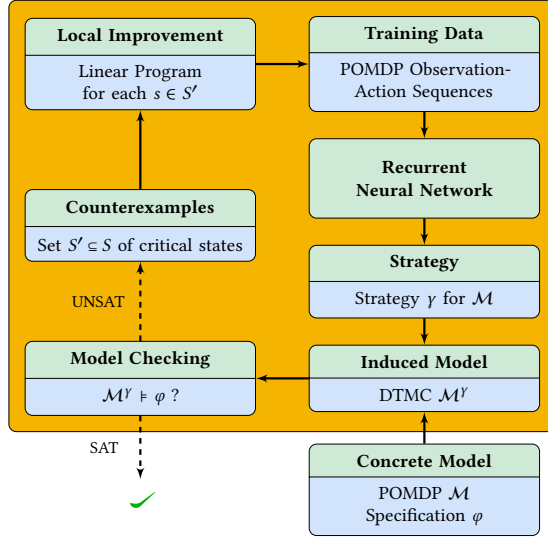 Local Improvement
Linear Program
for each s ∈ S′
Training Data
POMDP Observation-
Action Sequences
Recurrent
Neural Network
Counterexamples
Set S′ ⊆ S of critical states
Strategy
Strategy γ for ℳ
UNSAT
Model Checking
ℳ^γ ⊨ φ ?
Induced Model
DTMC ℳ^γ
SAT
Concrete Model
POMDP ℳ
Specification φ